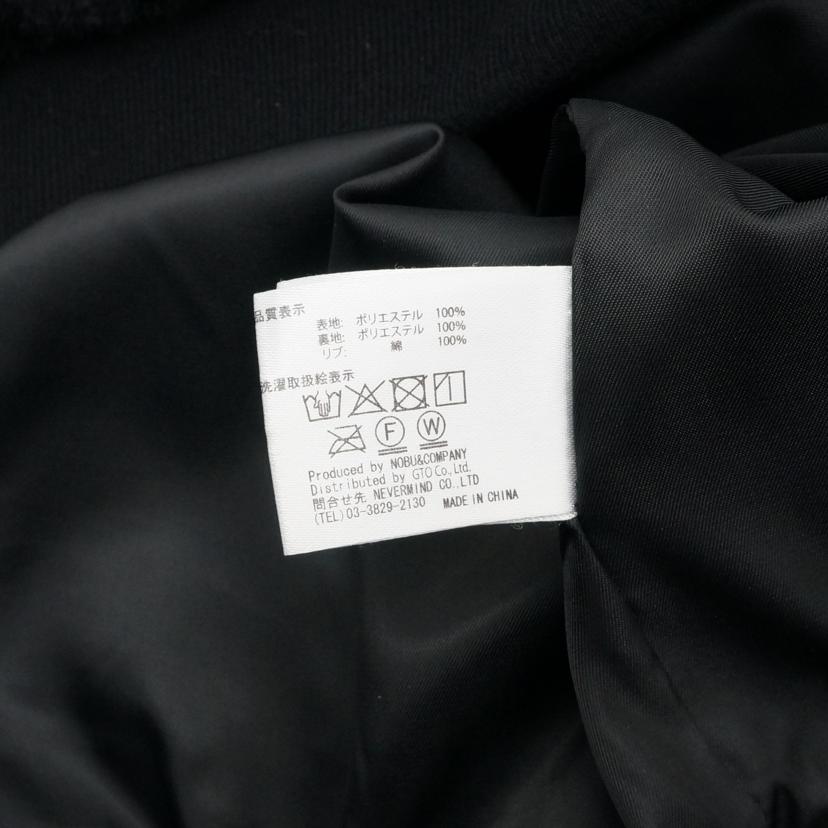 品質表示
表地: ポリエステル 100%
裏地: ポリエステル 100%
リブ: 綿 100%
洗濯取扱絵表示
F W
Produced by NOBU&COMPANY
Distributed by GTO Co.,Ltd.
問合せ先 NEVERMIND CO.,LTD
(TEL)03-3829-2130 MADE IN CHINA